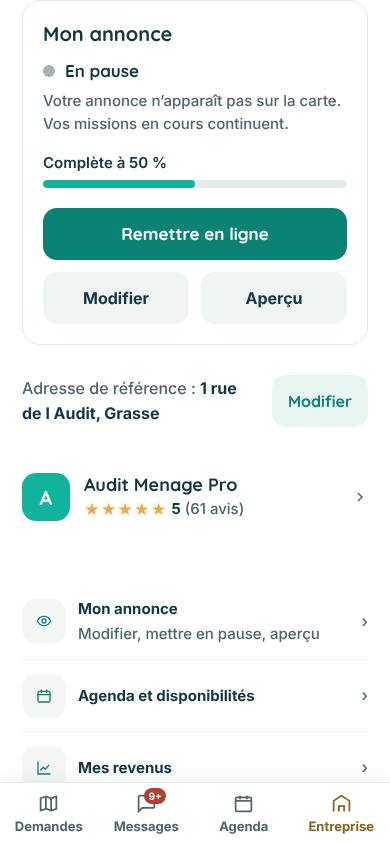 Mon annonce
En pause
Votre annonce n’apparaît pas sur la carte.
Vos missions en cours continuent.
Complète à 50 %
Remettre en ligne
Modifier
Aperçu
Adresse de référence : 1 rue
de l Audit, Grasse
Modifier
A
Audit Menage Pro
★★★★★ 5 (61 avis)
Mon annonce
Modifier, mettre en pause, aperçu
Agenda et disponibilités
Mes revenus
9+
Demandes
Messages
Agenda
Entreprise